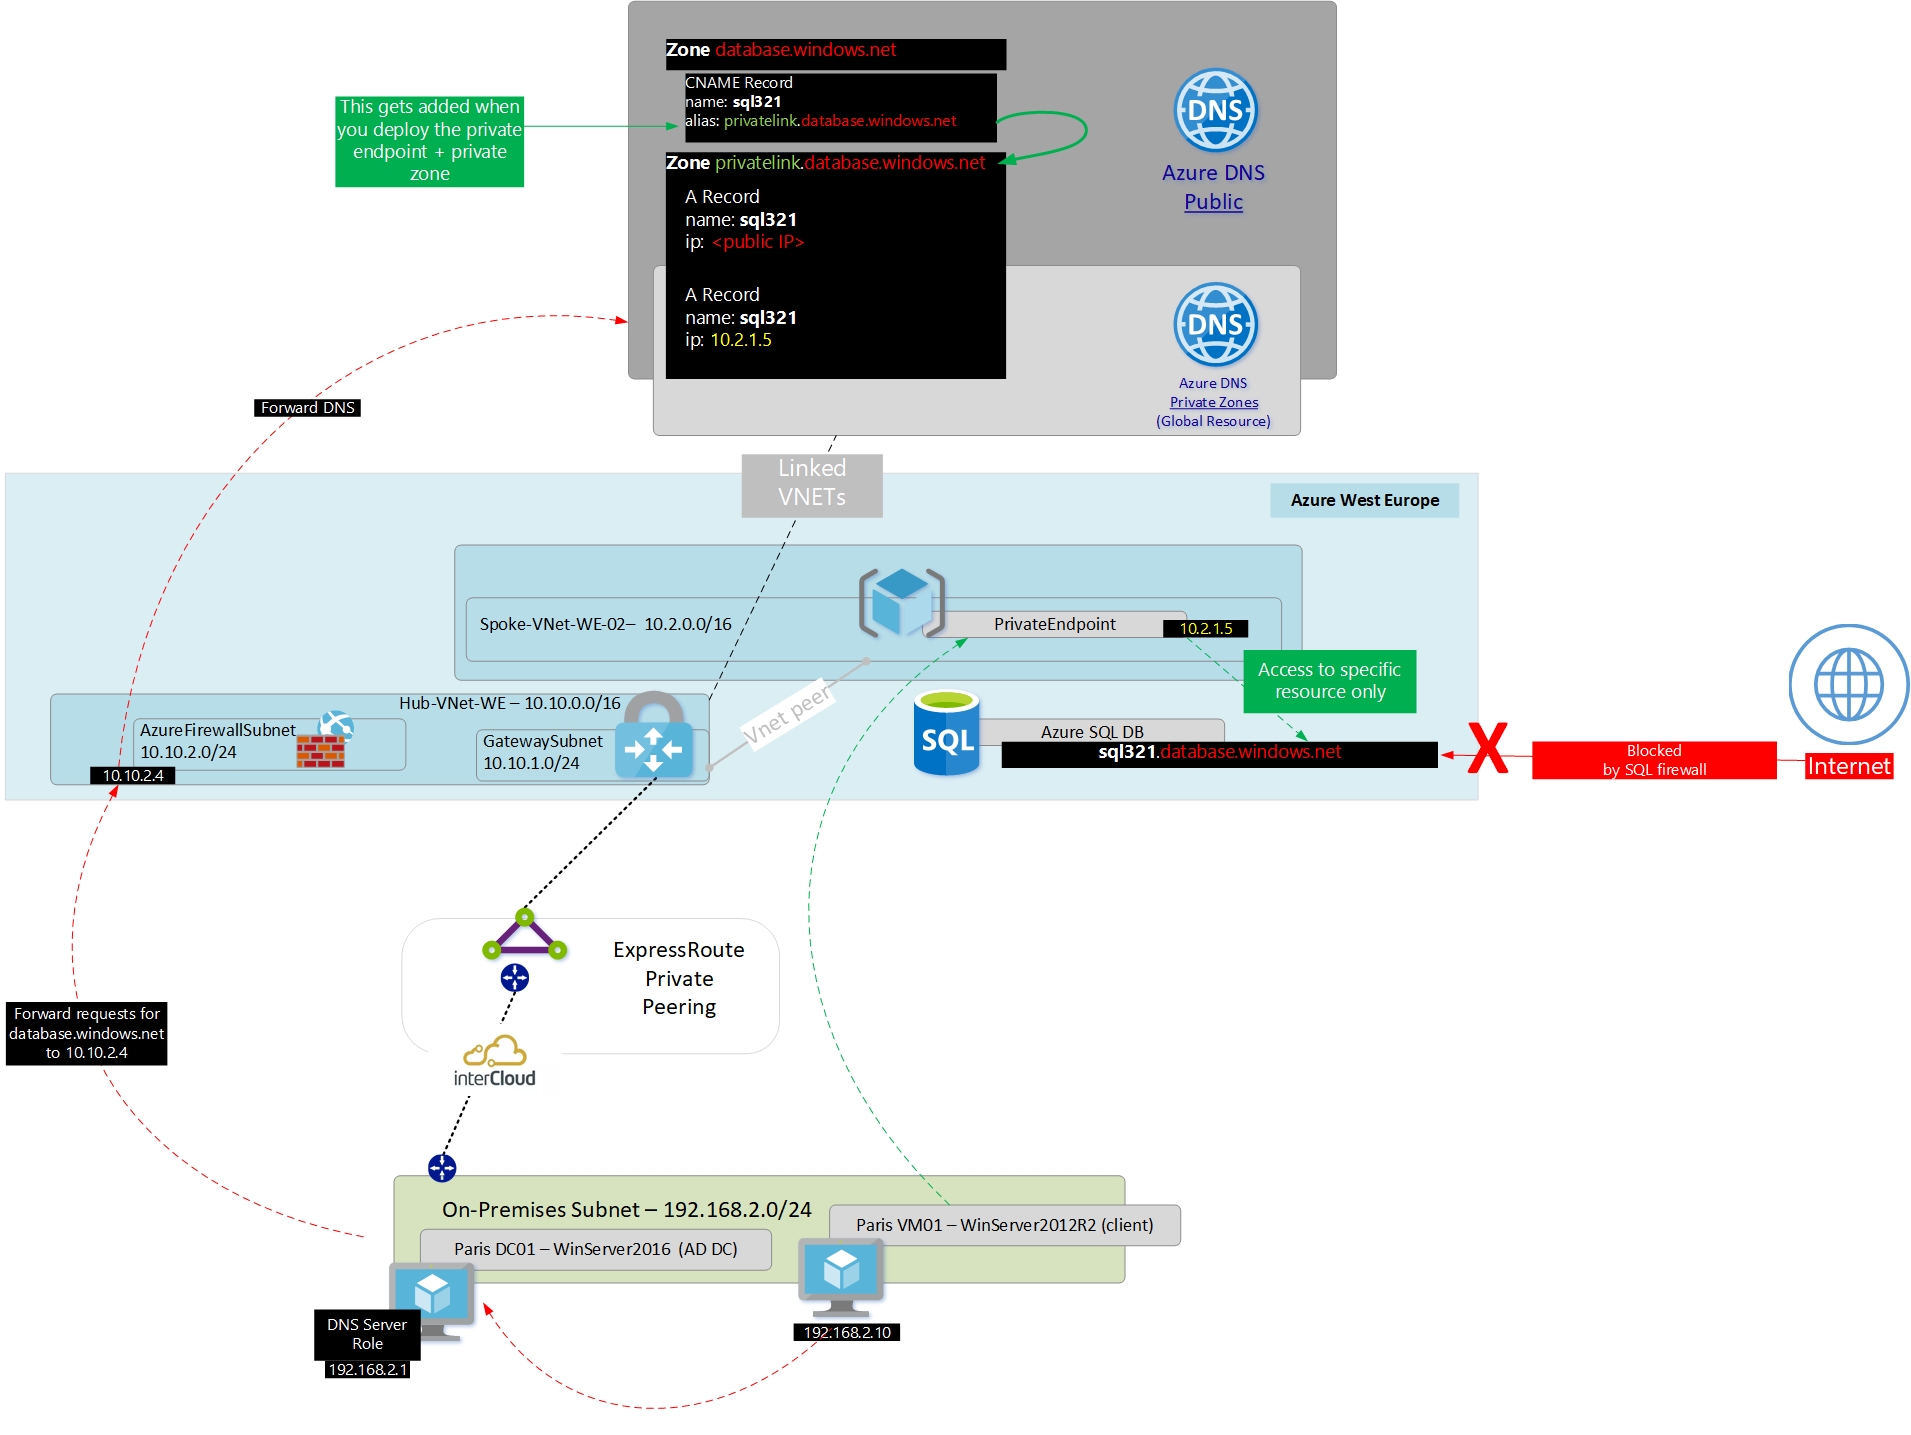 Zone database.windows.net
CNAME Record
name: sql321
alias: privatelink.database.windows.net
This gets added when
you deploy the private
endpoint + private
zone
Zone privatelink.database.windows.net
A Record
name: sql321
ip: <public IP>
A Record
name: sql321
ip: 10.2.1.5
DNS
Azure DNS
Public
DNS
Azure DNS
Private Zones
(Global Resource)
Forward DNS
Linked
VNETs
Azure West Europe
Spoke-VNet-WE-02– 10.2.0.0/16
PrivateEndpoint
10.2.1.5
Access to specific
resource only
Hub-VNet-WE – 10.10.0.0/16
AzureFirewallSubnet
10.10.2.0/24
10.10.2.4
GatewaySubnet
10.10.1.0/24
Vnet peer
SQL
Azure SQL DB
sql321.database.windows.net
X
Blocked
by SQL firewall
Internet
ExpressRoute
Private
Peering
interCloud
Forward requests for
database.windows.net
to 10.10.2.4
On-Premises Subnet – 192.168.2.0/24
Paris VM01 – WinServer2012R2 (client)
Paris DC01 – WinServer2016 (AD DC)
DNS Server
Role
192.168.2.1
192.168.2.10